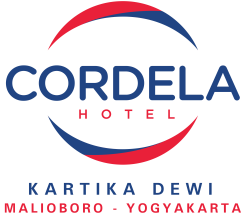 CORDELA
HOTEL
KARTIKA DEWI
MALIOBORO - YOGYAKARTA